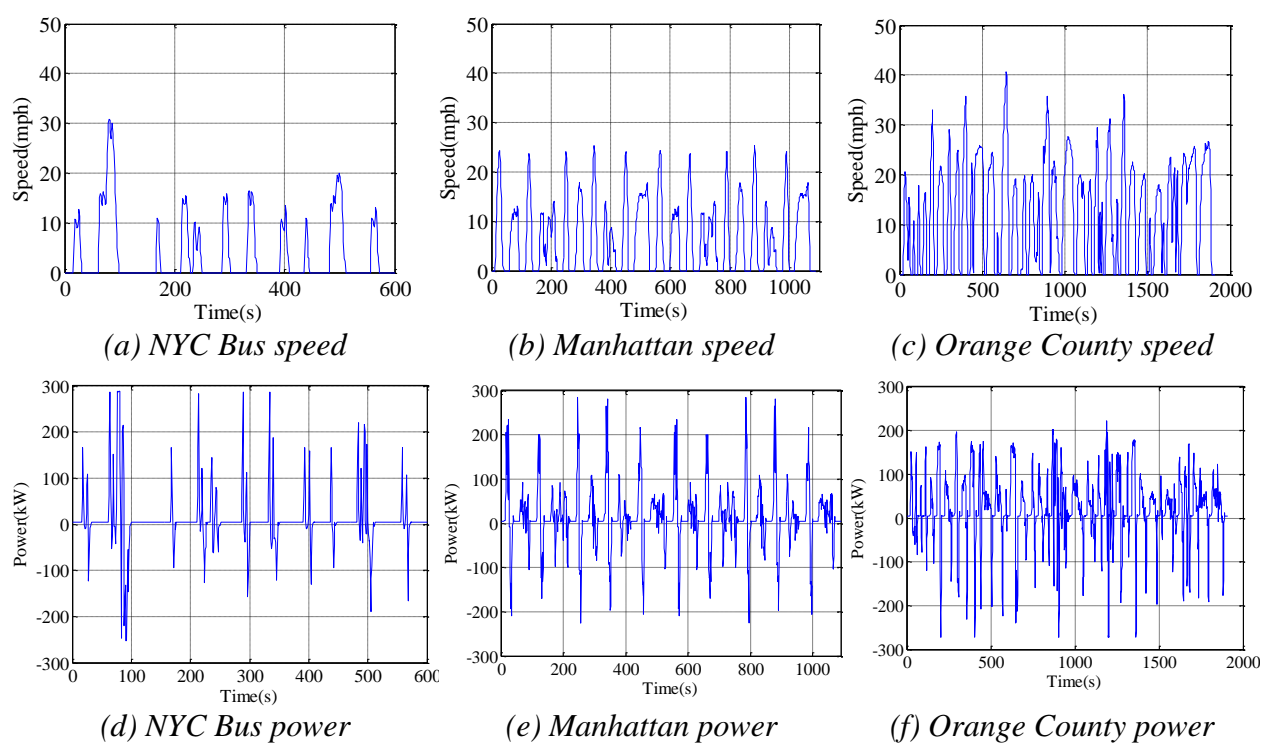 50
40
30
20
10
0
Speed(mph)
0 200 400 600
Time(s)
(a) NYC Bus speed
50
40
30
20
10
0
Speed(mph)
0 200 400 600 800 1000
Time(s)
(b) Manhattan speed
50
40
30
20
10
0
Speed(mph)
0 500 1000 1500 2000
Time(s)
(c) Orange County speed
300
200
100
0
-100
-200
-300
Power(kW)
0 100 200 300 400 500 600
Time(s)
(d) NYC Bus power
300
200
100
0
-100
-200
-300
Power(kW)
0 200 400 600 800 1000
Time(s)
(e) Manhattan power
300
200
100
0
-100
-200
-300
Power(kW)
0 500 1000 1500 2000
Time(s)
(f) Orange County power